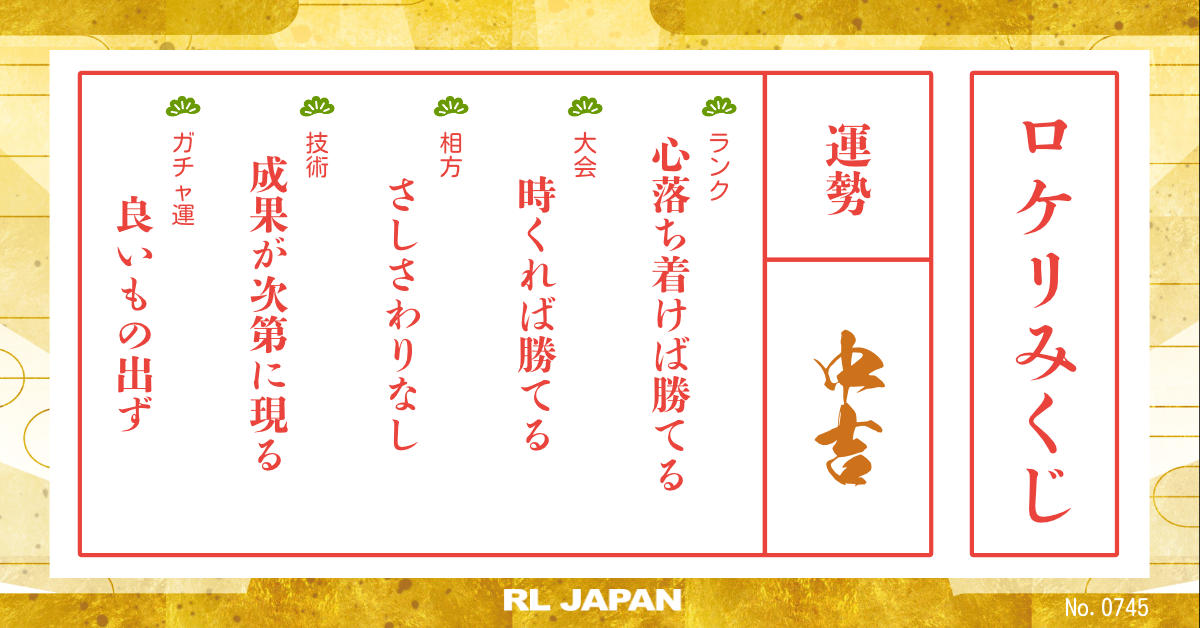 ロケリみくじ
運勢
中吉
ランク
心落ち着けば勝てる
大会
時くれば勝てる
相方
さしさわりなし
技術
成果が次第に現る
ガチャ運
良いもの出ず
RL JAPAN
No. 0745